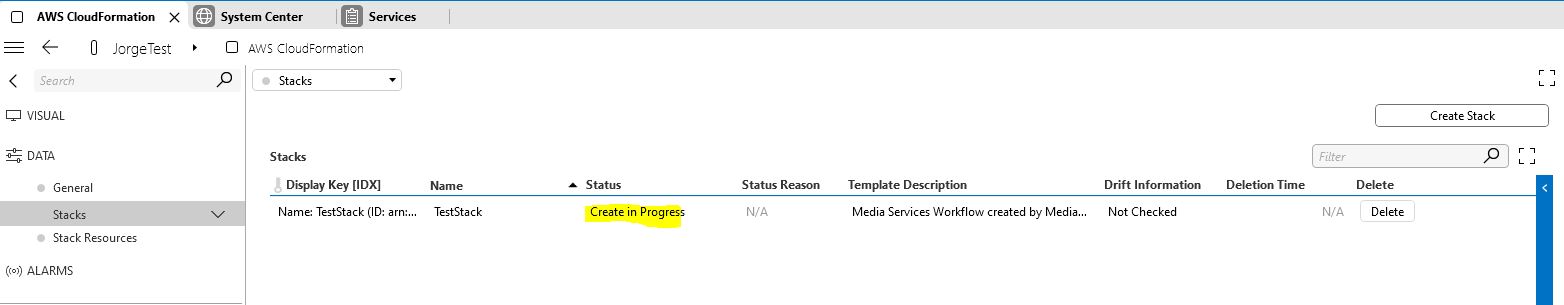 AWS CloudFormation System Center Services
JorgeTest AWS CloudFormation
Search
Stacks
VISUAL
Create Stack
DATA
Stacks
Filter
General
Display Key [IDX] Name Status Status Reason Template Description Drift Information Deletion Time Delete
Stacks
Name: TestStack (ID: arn:... TestStack Create in Progress N/A Media Services Workflow created by Media... Not Checked N/A Delete
Stack Resources
ALARMS